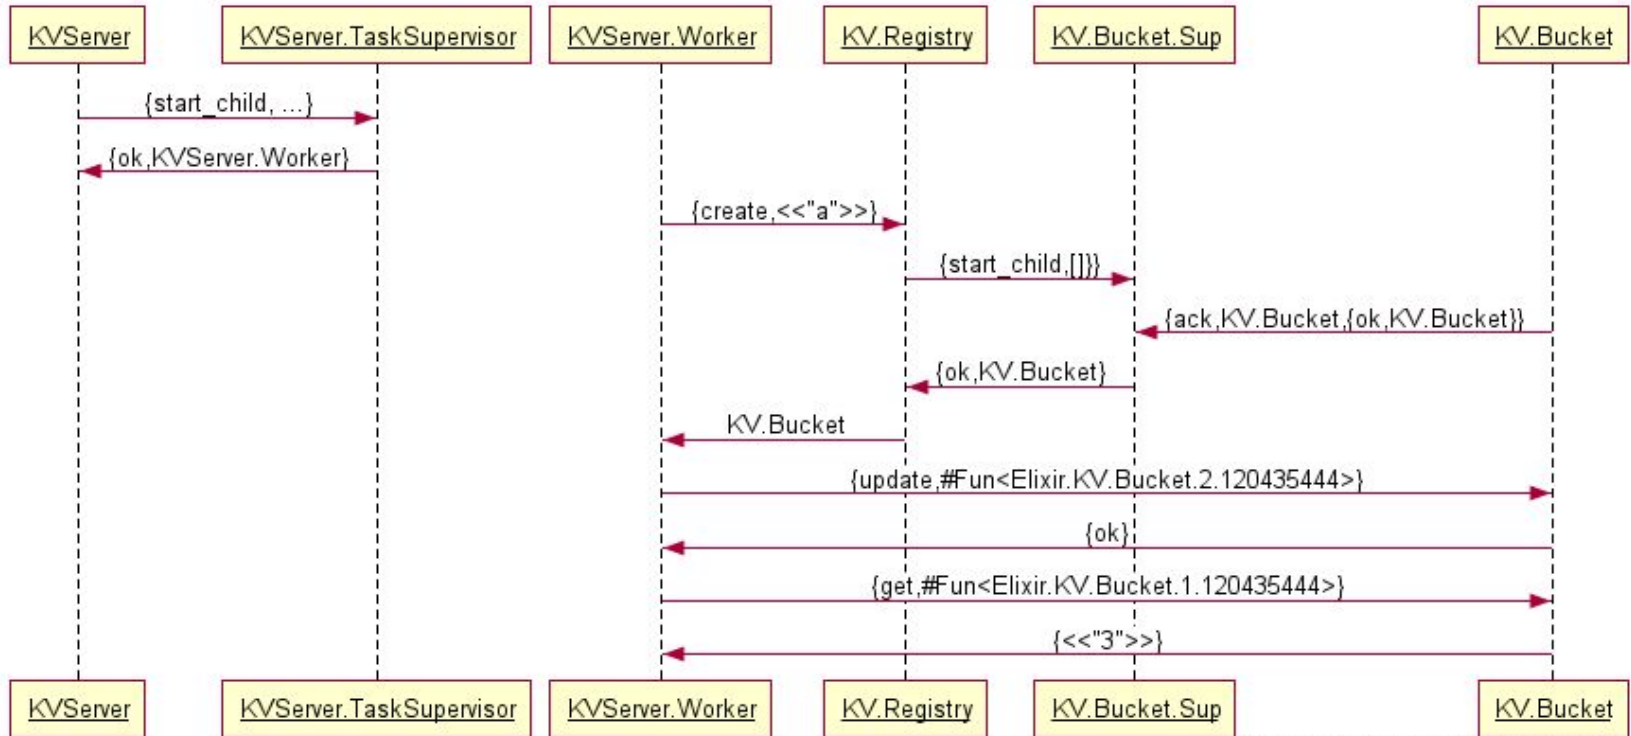 KVServer KVServer.TaskSupervisor KVServer.Worker KV.Registry KV.Bucket.Sup KV.Bucket
{start_child, ...}
{ok,KVServer.Worker}
{create,<<"a">>}
{start_child,[]}}
{ack,KV.Bucket,{ok,KV.Bucket}}
{ok,KV.Bucket}
KV.Bucket
{update,#Fun<Elixir.KV.Bucket.2.120435444>}
{ok}
{get,#Fun<Elixir.KV.Bucket.1.120435444>}
{<<"3">>}
KVServer KVServer.TaskSupervisor KVServer.Worker KV.Registry KV.Bucket.Sup KV.Bucket